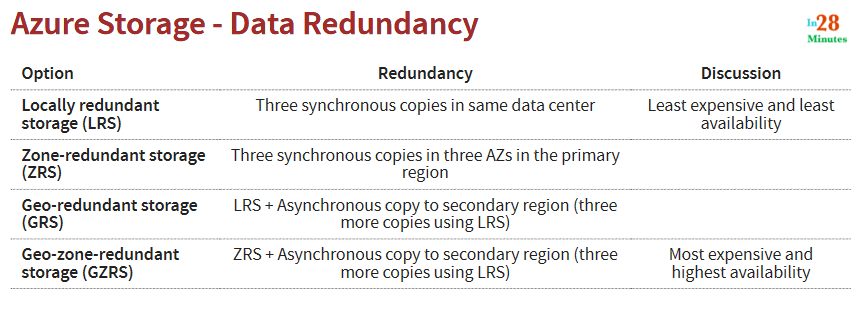 Azure Storage - Data Redundancy
In28
Minutes
Option Redundancy Discussion
Locally redundant Three synchronous copies in same data center Least expensive and least
storage (LRS) availability
Zone-redundant storage Three synchronous copies in three AZs in the primary
(ZRS) region
Geo-redundant storage LRS + Asynchronous copy to secondary region (three
(GRS) more copies using LRS)
Geo-zone-redundant ZRS + Asynchronous copy to secondary region (three Most expensive and
storage (GZRS) more copies using LRS) highest availability